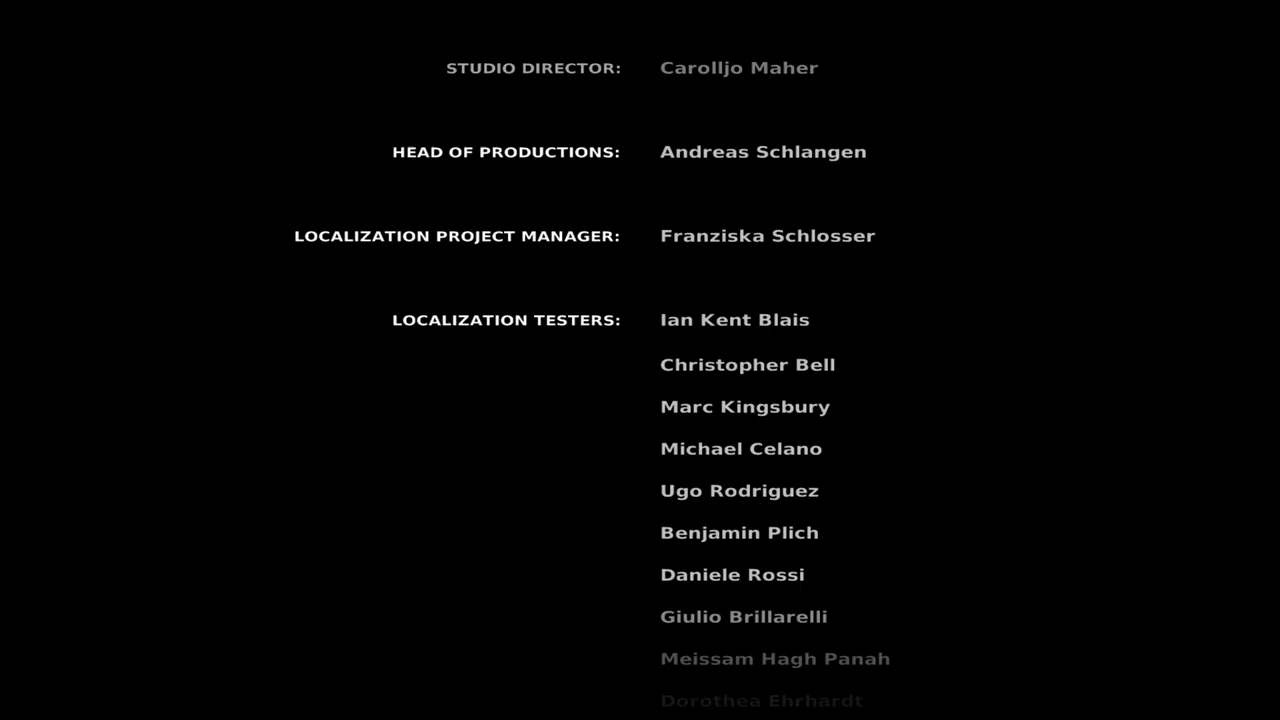 STUDIO DIRECTOR: Carolljo Maher
HEAD OF PRODUCTIONS: Andreas Schlangen
LOCALIZATION PROJECT MANAGER: Franziska Schlosser
LOCALIZATION TESTERS: Ian Kent Blais
Christopher Bell
Marc Kingsbury
Michael Celano
Ugo Rodriguez
Benjamin Plich
Daniele Rossi
Giulio Brillarelli
Meissam Hagh Panah
Dorothea Ehrhardt